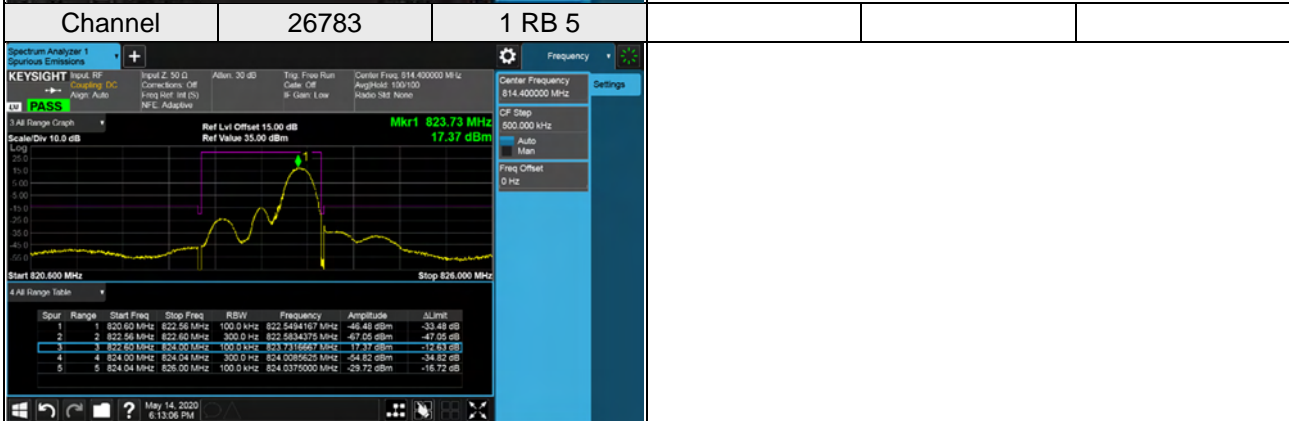 Channel 26783 1 RB 5
Spectrum Analyzer 1
Spurious Emissions
+
Frequency
KEYSIGHT Input: RF
Coupling: DC
Align: Auto
Input Z: 50 Ω
Corrections: Off
Freq Ref: Int (S)
NFE: Adaptive
Atten: 30 dB
Trig: Free Run
Gate: Off
IF Gain: Low
Center Freq: 814.400000 MHz
Avg|Hold: 100/100
Radio Std: None
LW PASS
3 All Range Graph
Scale/Div 10.0 dB
Ref Lvl Offset 15.00 dB
Ref Value 35.00 dBm
Mkr1 823.73 MHz
17.37 dBm
Log
25.0
15.0
5.00
-5.00
-15.0
-25.0
-35.0
-45.0
-55.0
1
Start 820.600 MHz Stop 826.000 MHz
4 All Range Table
Spur Range Start Freq Stop Freq RBW Frequency Amplitude ΔLimit
1 1 820.60 MHz 822.56 MHz 100.0 kHz 822.5494167 MHz -46.48 dBm -33.48 dB
2 2 822.56 MHz 822.60 MHz 300.0 Hz 822.5834375 MHz -67.05 dBm -47.05 dB
3 3 822.60 MHz 824.00 MHz 100.0 kHz 823.7316667 MHz 17.37 dBm -12.63 dB
4 4 824.00 MHz 824.04 MHz 300.0 Hz 824.0085625 MHz -54.82 dBm -34.82 dB
5 5 824.04 MHz 826.00 MHz 100.0 kHz 824.0375000 MHz -29.72 dBm -16.72 dB
Center Frequency
814.400000 MHz
Settings
CF Step
500.000 kHz
Auto
Man
Freq Offset
0 Hz
?
May 14, 2020
6:13:06 PM